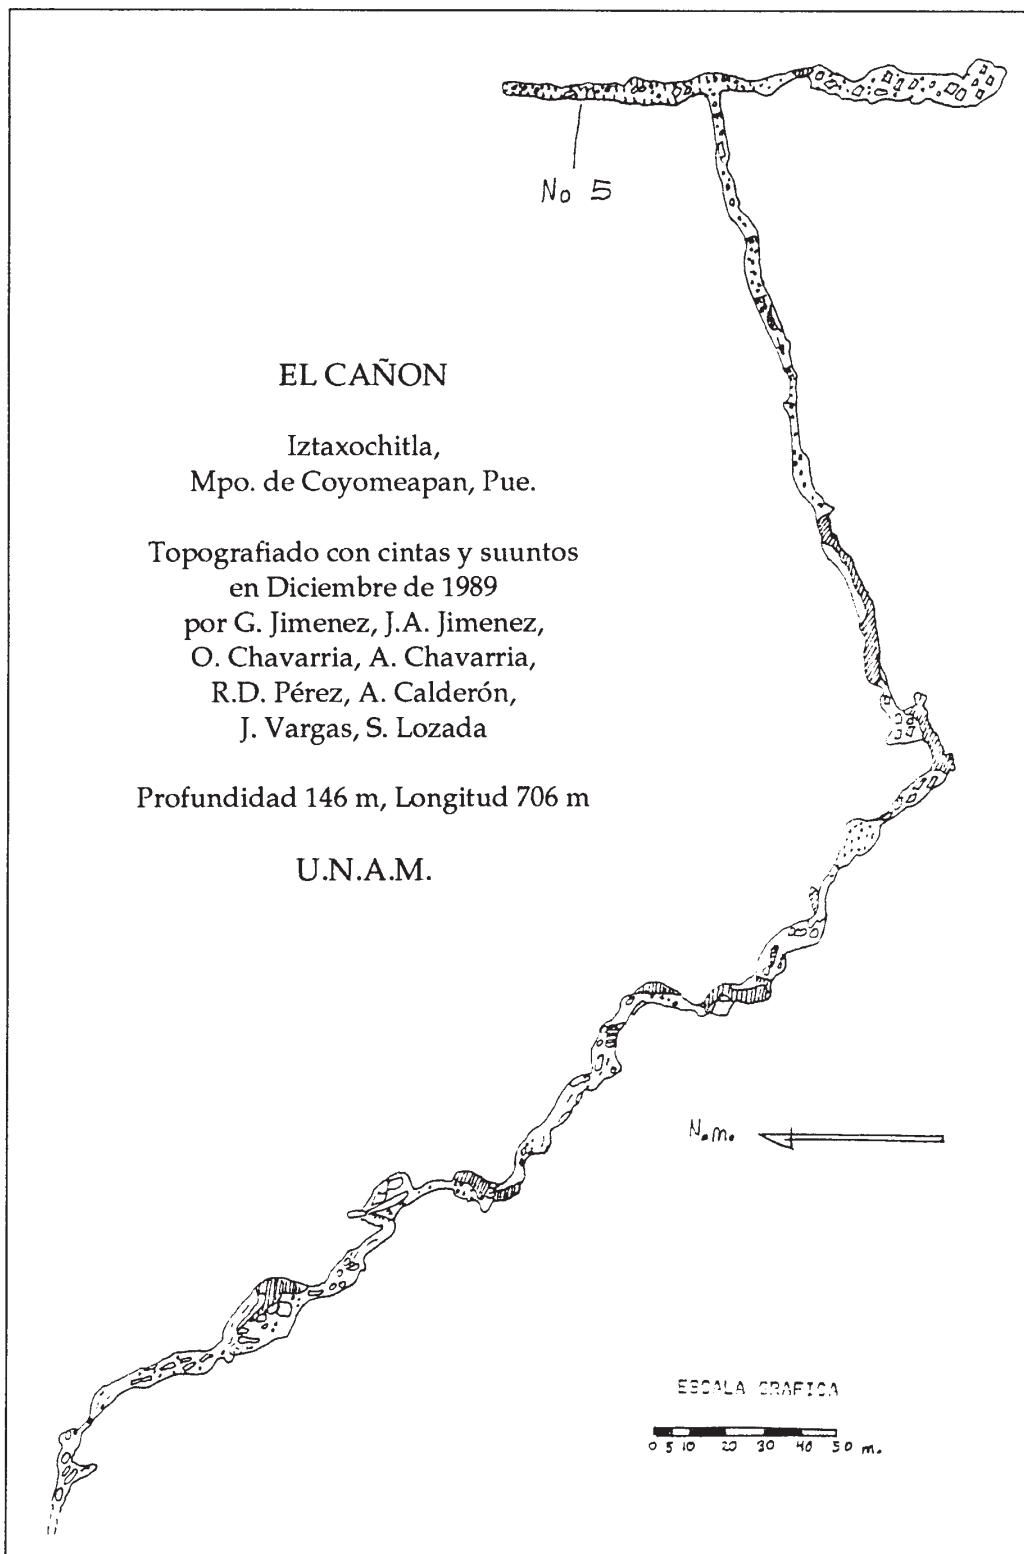 No 5
EL CAÑON
Iztaxochitla,
Mpo. de Coyomeapan, Pue.
Topografiado con cintas y suuntos
en Diciembre de 1989
por G. Jimenez, J.A. Jimenez,
O. Chavarria, A. Chavarria,
R.D. Pérez, A. Calderón,
J. Vargas, S. Lozada
Profundidad 146 m, Longitud 706 m
U.N.A.M.
N.m.
ESCALA GRAFICA
0 5 10 20 30 40 50 m.